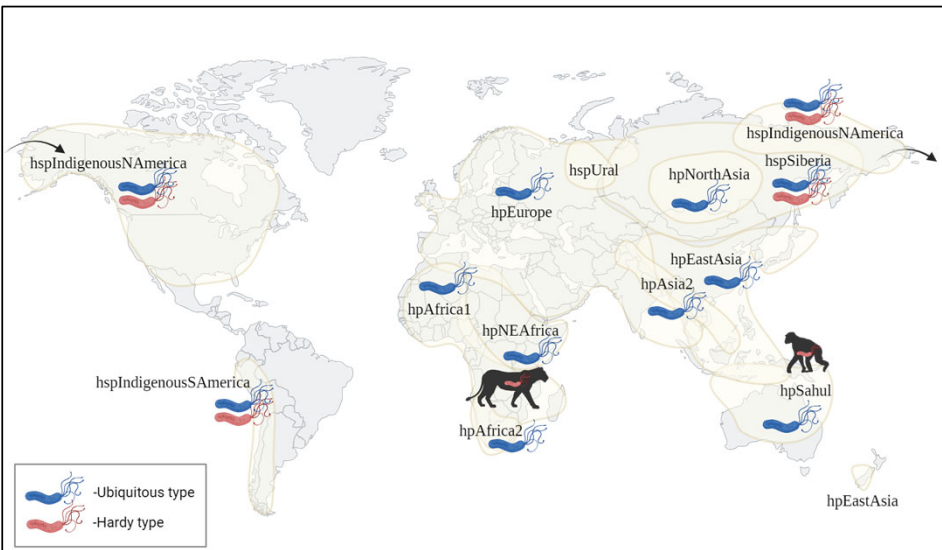 hspIndigenousNAmerica
hspIndigenousNAmerica
hspUral
hpNorthAsia
hspSiberia
hpEurope
hpEastAsia
hpAsia2
hpAfrica1
hpNEAfrica
hspIndigenousSAmerica
hpSahul
hpAfrica2
hpEastAsia
-Ubiquitous type
-Hardy type